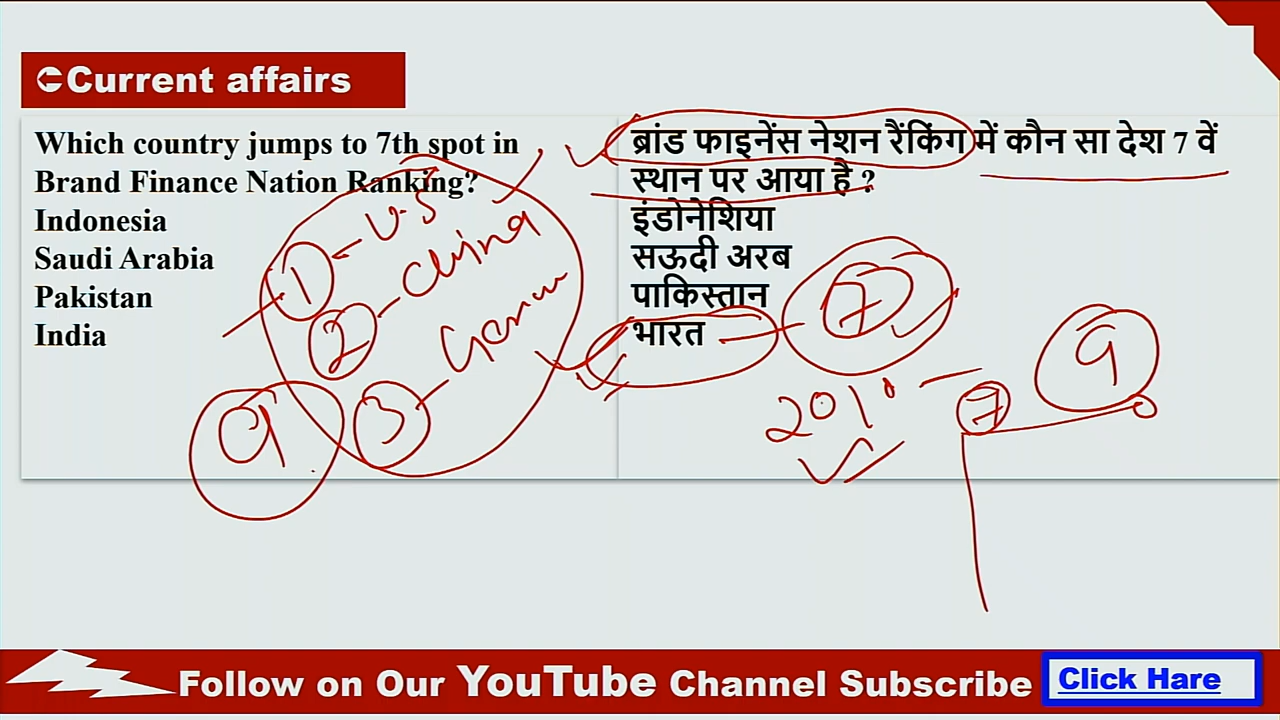 Current affairs
Which country jumps to 7th spot in
Brand Finance Nation Ranking?
Indonesia
Saudi Arabia
Pakistan
India
ब्रांड फाइनेंस नेशन रैंकिंग में कौन सा देश 7 वें
स्थान पर आया है ?
इंडोनेशिया
सऊदी अरब
पाकिस्तान
भारत
1 - U.S
2 - China
3 -
9
7
2010 -
7
9
Follow on Our YouTube Channel Subscribe
Click Hare